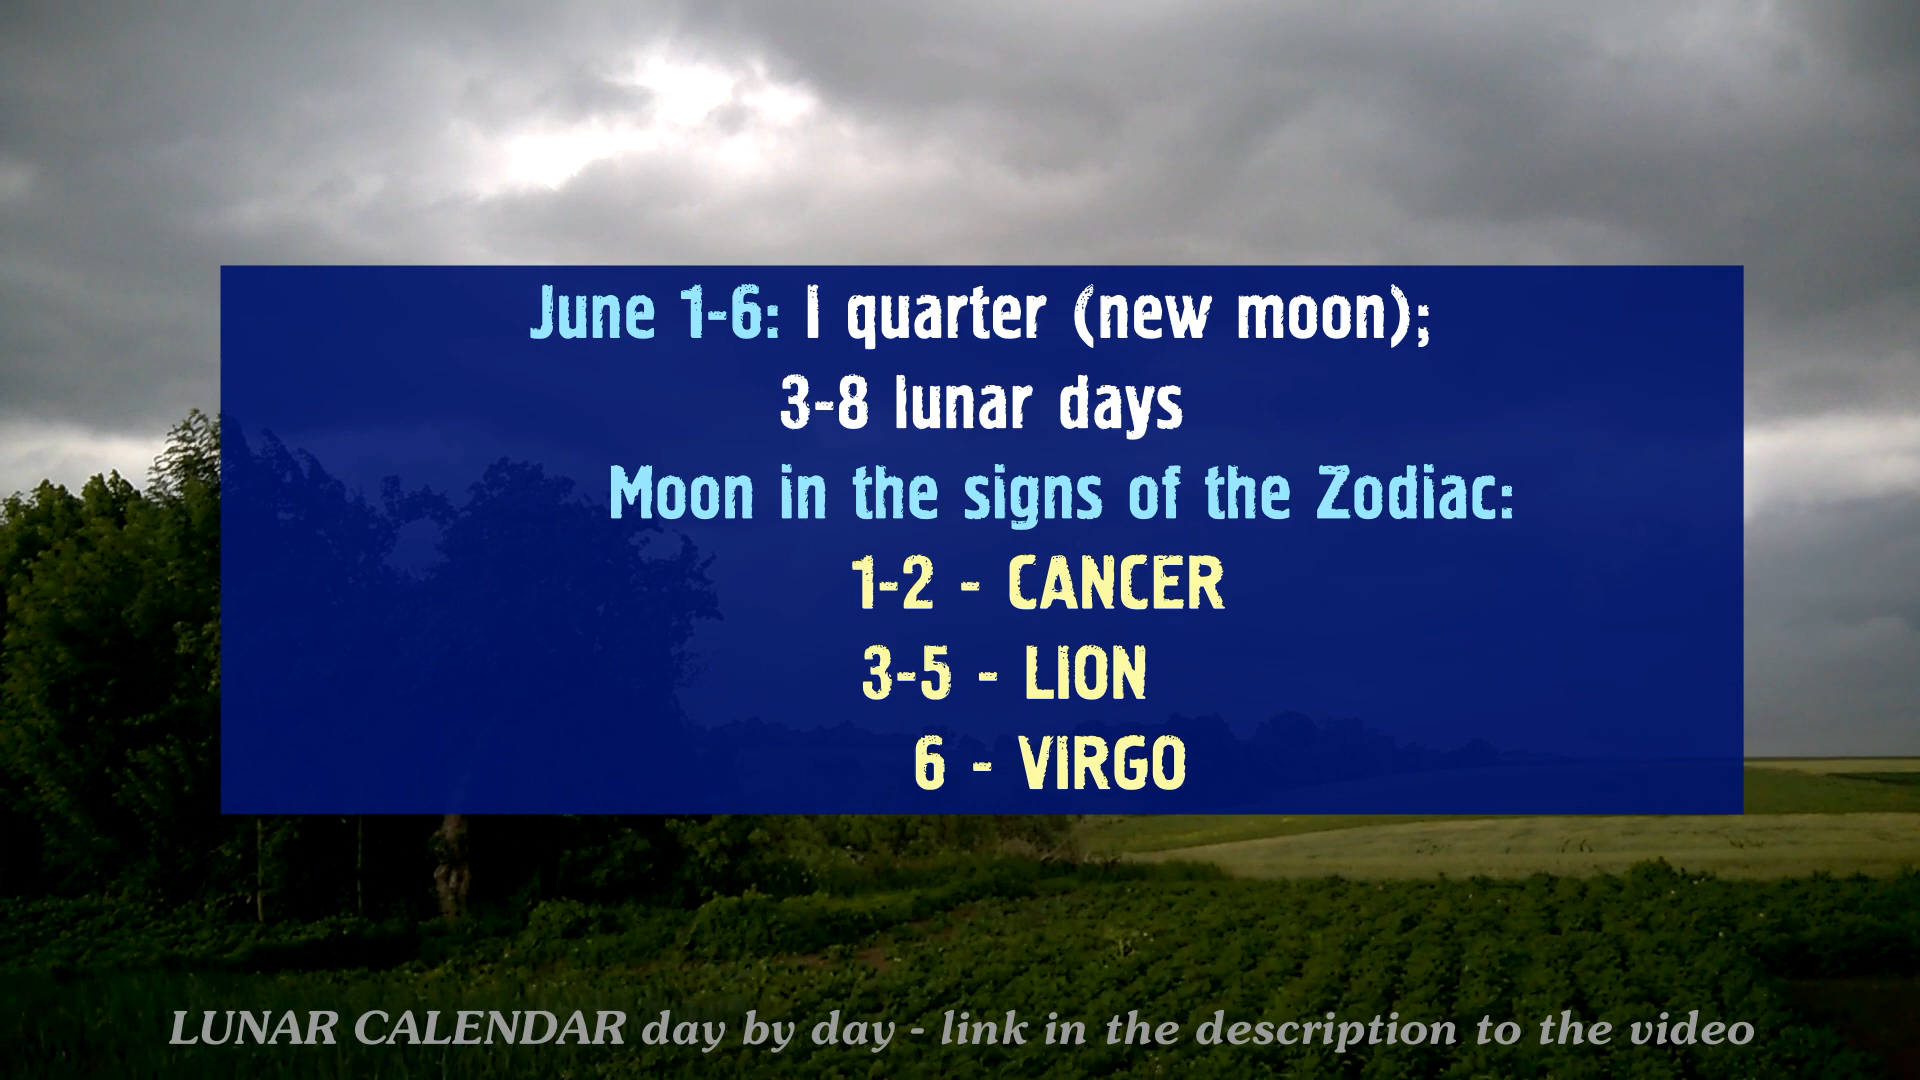 June 1-6: I quarter (new moon);
3-8 lunar days
Moon in the signs of the Zodiac:
1-2 - CANCER
3-5 - LION
6 - VIRGO
LUNAR CALENDAR day by day - link in the description to the video